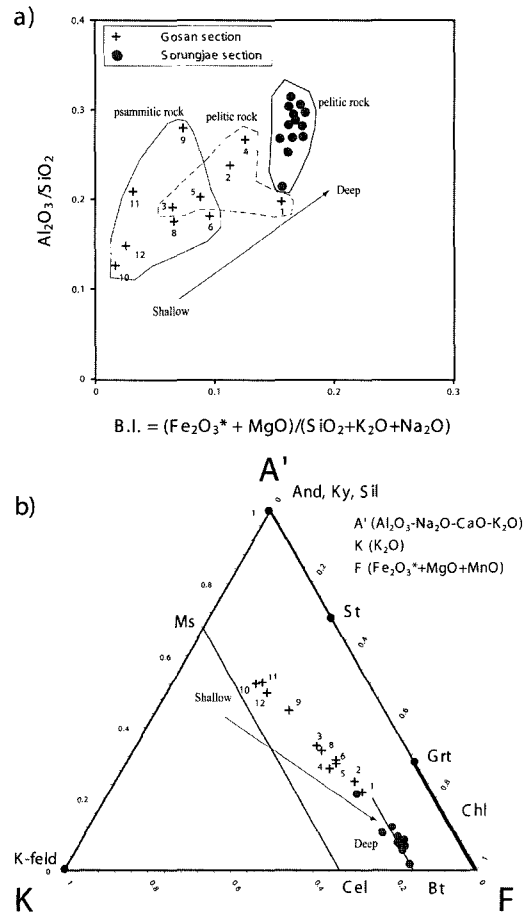 a)
0.4
+ Gosan section
● Sorungjae section
0.3
psammitic rock
pelitic rock
pelitic rock
9
4
2
11
5
3
8
6
1
12
10
0.2
Deep
Al₂O₃/SiO₂
0.1
Shallow
0.0
0
0.1
0.2
0.3
B.I. = (Fe₂O₃* + MgO)/(SiO₂+K₂O+Na₂O)
b)
A'
And, Ky, Sil
A' (Al₂O₃-Na₂O-CaO-K₂O)
K (K₂O)
F (Fe₂O₃*+MgO+MnO)
1
0
0.2
0.8
St
0.4
Ms
0.6
10
11
12
Shallow
9
0.6
0.4
3
8
6
5
4
2
1
Grt
0.8
Chl
0.2
Deep
K-feld
0
1
0.8
0.6
0.4
0.2
0
1
Cel
Bt
K
F